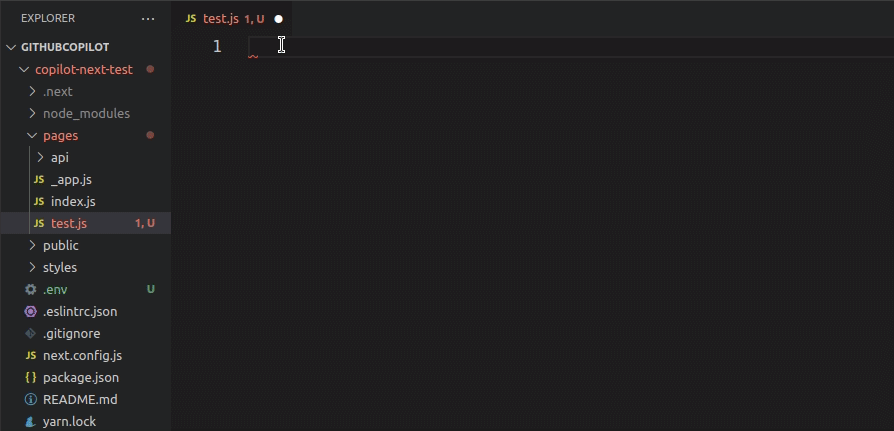 EXPLORER ...
GITHUBCOPILOT
copilot-next-test
.next
node_modules
pages
api
JS _app.js
JS index.js
JS test.js 1, U
public
styles
.env U
.eslintrc.json
.gitignore
JS next.config.js
{ } package.json
README.md
yarn.lock
JS test.js 1, U
1